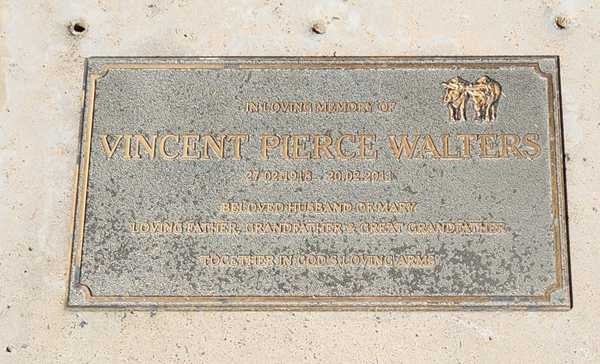 IN LOVING MEMORY OF
VINCENT PIERCE WALTERS
27.02.1918 - 20.02.2011
BELOVED HUSBAND OF MARY
LOVING FATHER, GRANDFATHER & GREAT GRANDFATHER
TOGETHER IN GOD'S LOVING ARMS